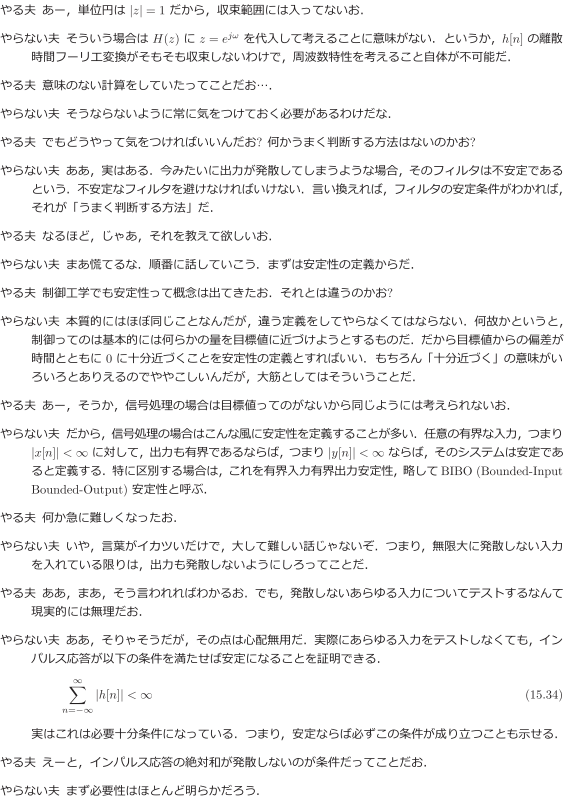 やる夫 あー，単位円は |z| = 1 だから，収束範囲には入ってないお．
やらない夫 そういう場合は H(z) に z = e^{jω} を代入して考えることに意味がない．というか，h[n] の離散
時間フーリエ変換がそもそも収束しないわけで，周波数特性を考えること自体が不可能だ．
やる夫 意味のない計算をしていたってことだお…．
やらない夫 そうならないように常に気をつけておく必要があるわけだな．
やる夫 でもどうやって気をつければいいんだお? 何かうまく判断する方法はないのかお?
やらない夫 ああ，実はある．今みたいに出力が発散してしまうような場合，そのフィルタは不安定である
という．不安定なフィルタを避けなければいけない．言い換えれば，フィルタの安定条件がわかれば，
それが「うまく判断する方法」だ．
やる夫 なるほど，じゃあ，それを教えて欲しいお．
やらない夫 まあ慌てるな．順番に話していこう．まずは安定性の定義からだ．
やる夫 制御工学でも安定性って概念は出てきたお．それとは違うのかお?
やらない夫 本質的にはほぼ同じことなんだが，違う定義をしてやらなくてはならない．何故かというと，
制御ってのは基本的には何らかの量を目標値に近づけようとするものだ．だから目標値からの偏差が
時間とともに 0 に十分近づくことを安定性の定義とすればいい．もちろん「十分近づく」の意味がい
ろいろとありえるのでややこしいんだが，大筋としてはそういうことだ．
やる夫 あー，そうか，信号処理の場合は目標値ってのがないから同じようには考えられないお．
やらない夫 だから，信号処理の場合はこんな風に安定性を定義することが多い．任意の有界な入力，つまり
|x[n]| < ∞ に対して，出力も有界であるならば，つまり |y[n]| < ∞ ならば，そのシステムは安定であ
ると定義する．特に区別する場合は，これを有界入力有界出力安定性，略して BIBO (Bounded-Input
Bounded-Output) 安定性と呼ぶ．
やる夫 何か急に難しくなったお．
やらない夫 いや，言葉がイカツいだけで，大して難しい話じゃないぞ．つまり，無限大に発散しない入力
を入れている限りは，出力も発散しないようにしろってことだ．
やる夫 ああ，まあ，そう言われればわかるお．でも，発散しないあらゆる入力についてテストするなんて
現実的には無理だお．
やらない夫 ああ，そりゃそうだが，その点は心配無用だ．実際にあらゆる入力をテストしなくても，イン
パルス応答が以下の条件を満たせば安定になることを証明できる．
∑_{n=−∞}^{∞} |h[n]| < ∞ (15.34)
実はこれは必要十分条件になっている．つまり，安定ならば必ずこの条件が成り立つことも示せる．
やる夫 えーと，インパルス応答の絶対和が発散しないのが条件だってことだお．
やらない夫 まず必要性はほとんど明らかだろう．